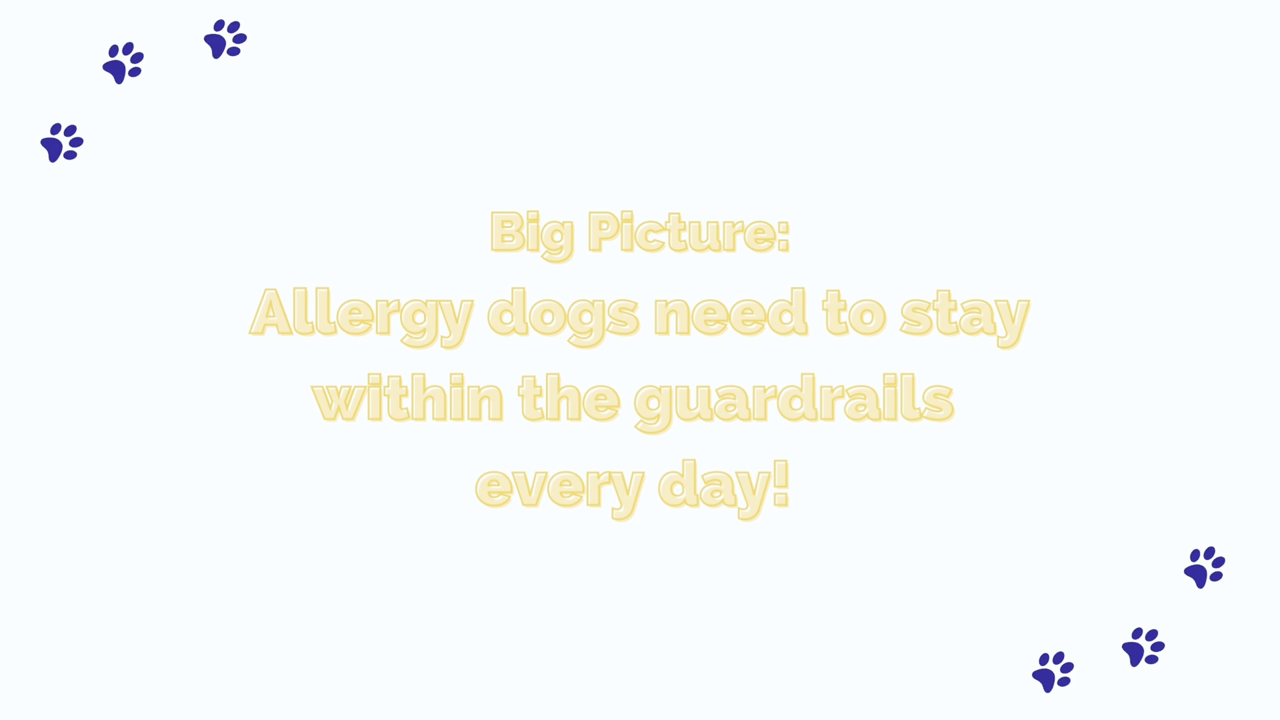 Big Picture:
Allergy dogs need to stay
within the guardrails
every day!